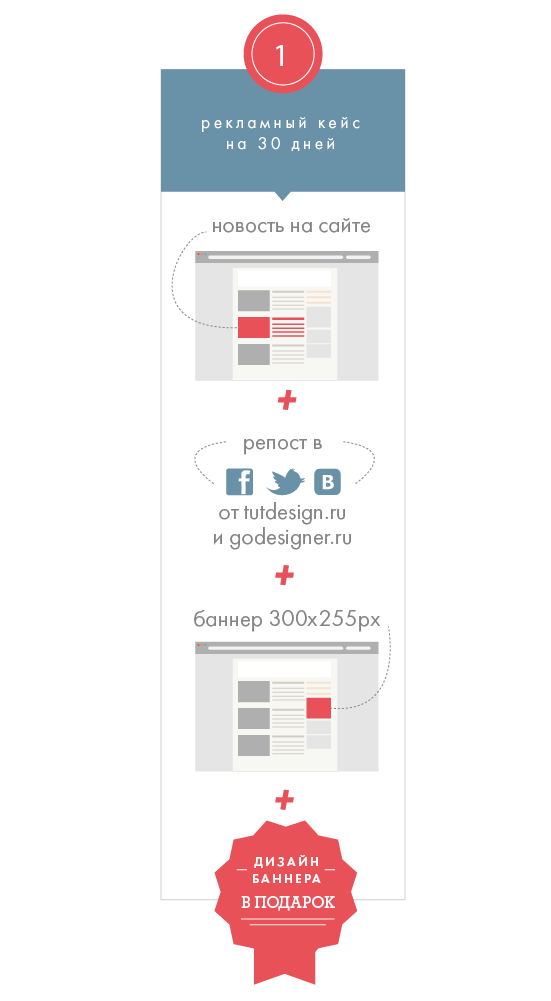 1
рекламный кейс
на 30 дней
новость на сайте
+
репост в
f B
от tutdesign.ru
и godesigner.ru
+
баннер 300x255px
+
ДИЗАЙН
БАННЕРА
В ПОДАРОК